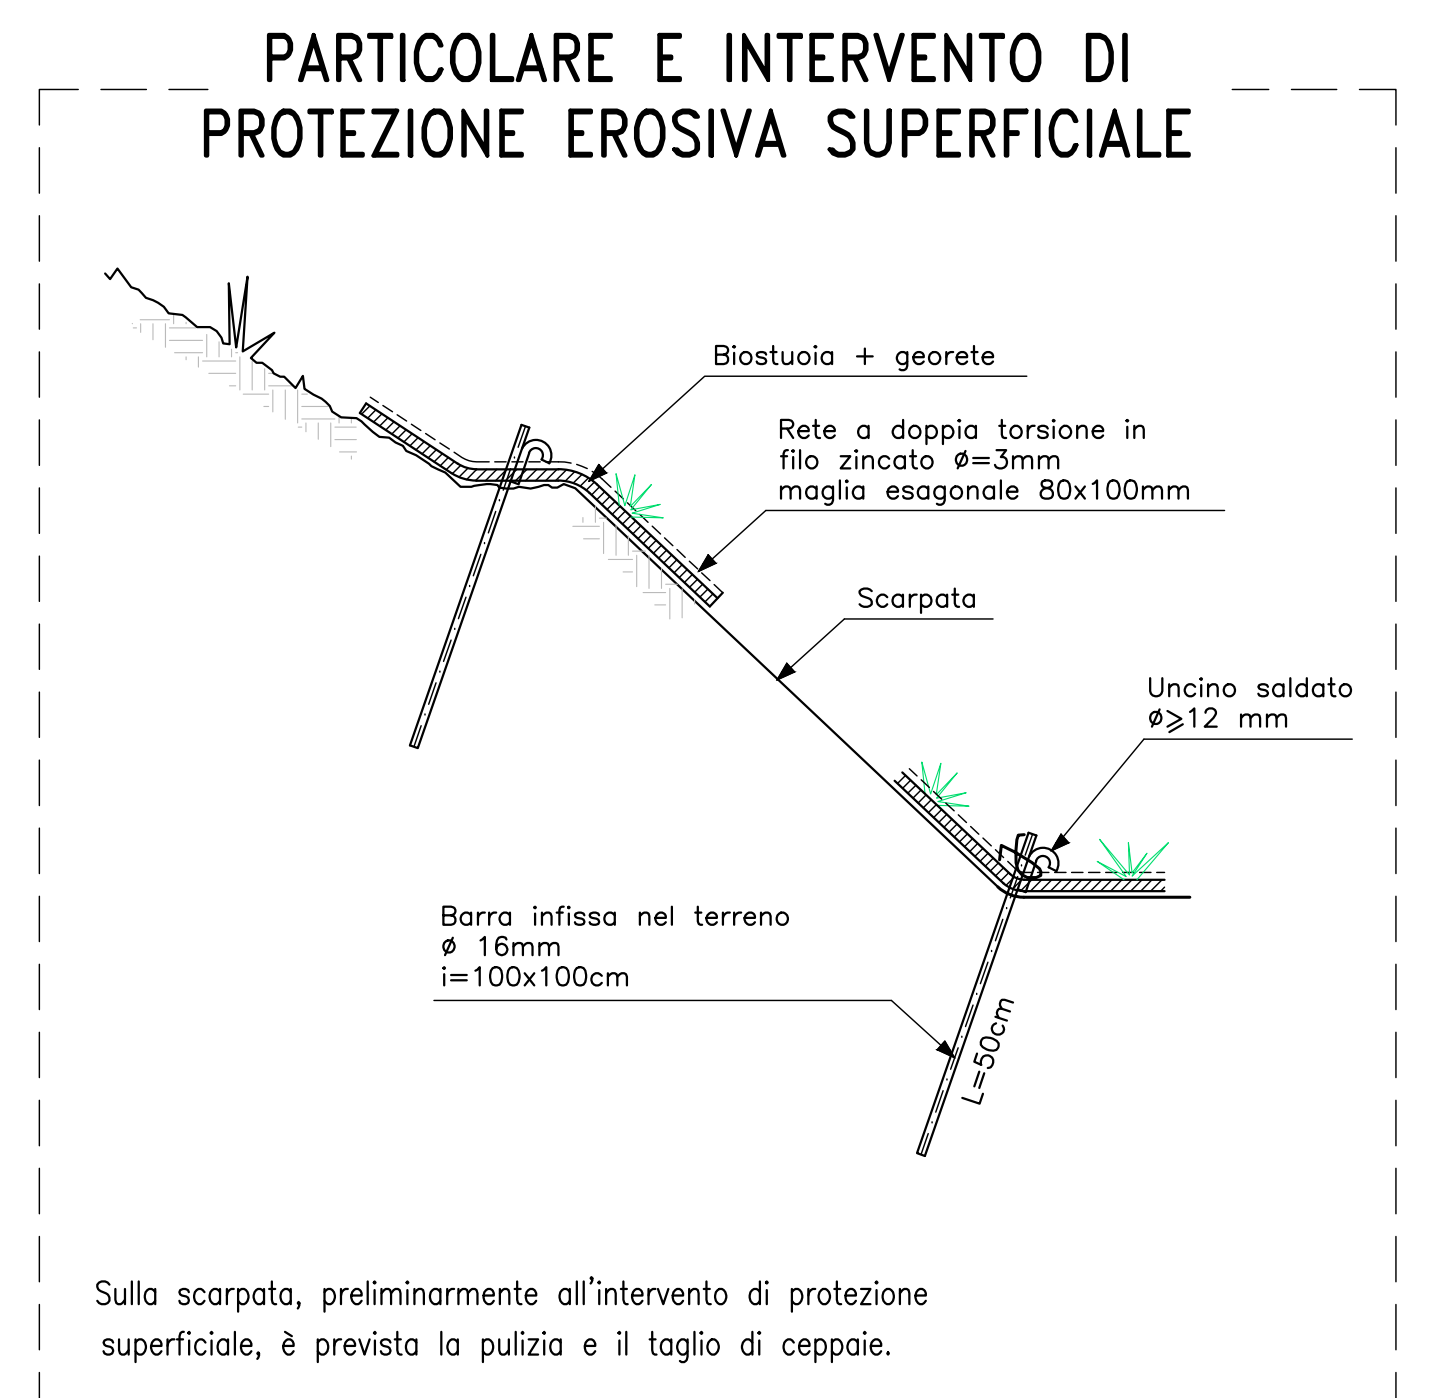 PARTICOLARE E INTERVENTO DI
PROTEZIONE EROSIVA SUPERFICIALE
Biostuoia + georete
Rete a doppia torsione in
filo zincato ø=3mm
maglia esagonale 80x100mm
Scarpata
Uncino saldato
ø⩾12 mm
Barra infissa nel terreno
ø 16mm
i=100x100cm
L=50cm
Sulla scarpata, preliminarmente all'intervento di protezione
superficiale, è prevista la pulizia e il taglio di ceppaie.